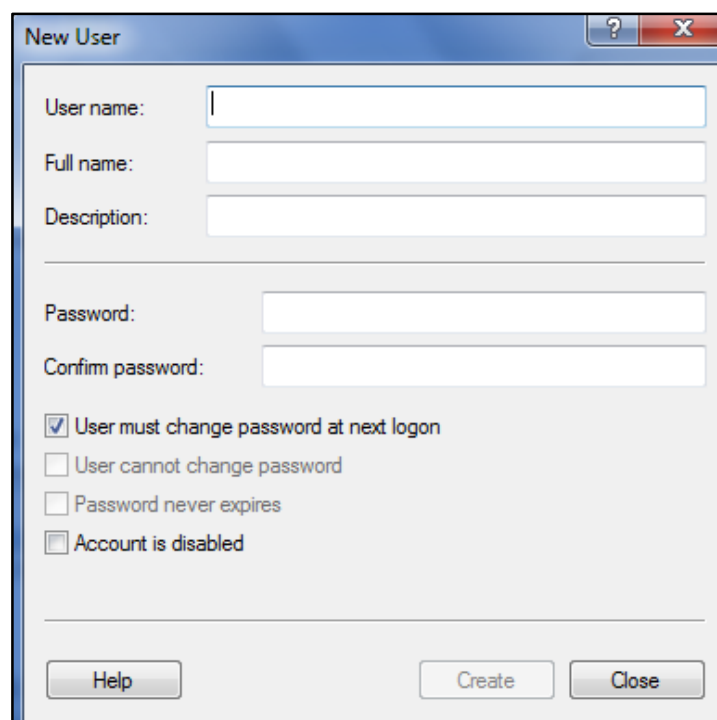 New User
?
X
User name:
Full name:
Description:
Password:
Confirm password:
User must change password at next logon
User cannot change password
Password never expires
Account is disabled
Help Create Close